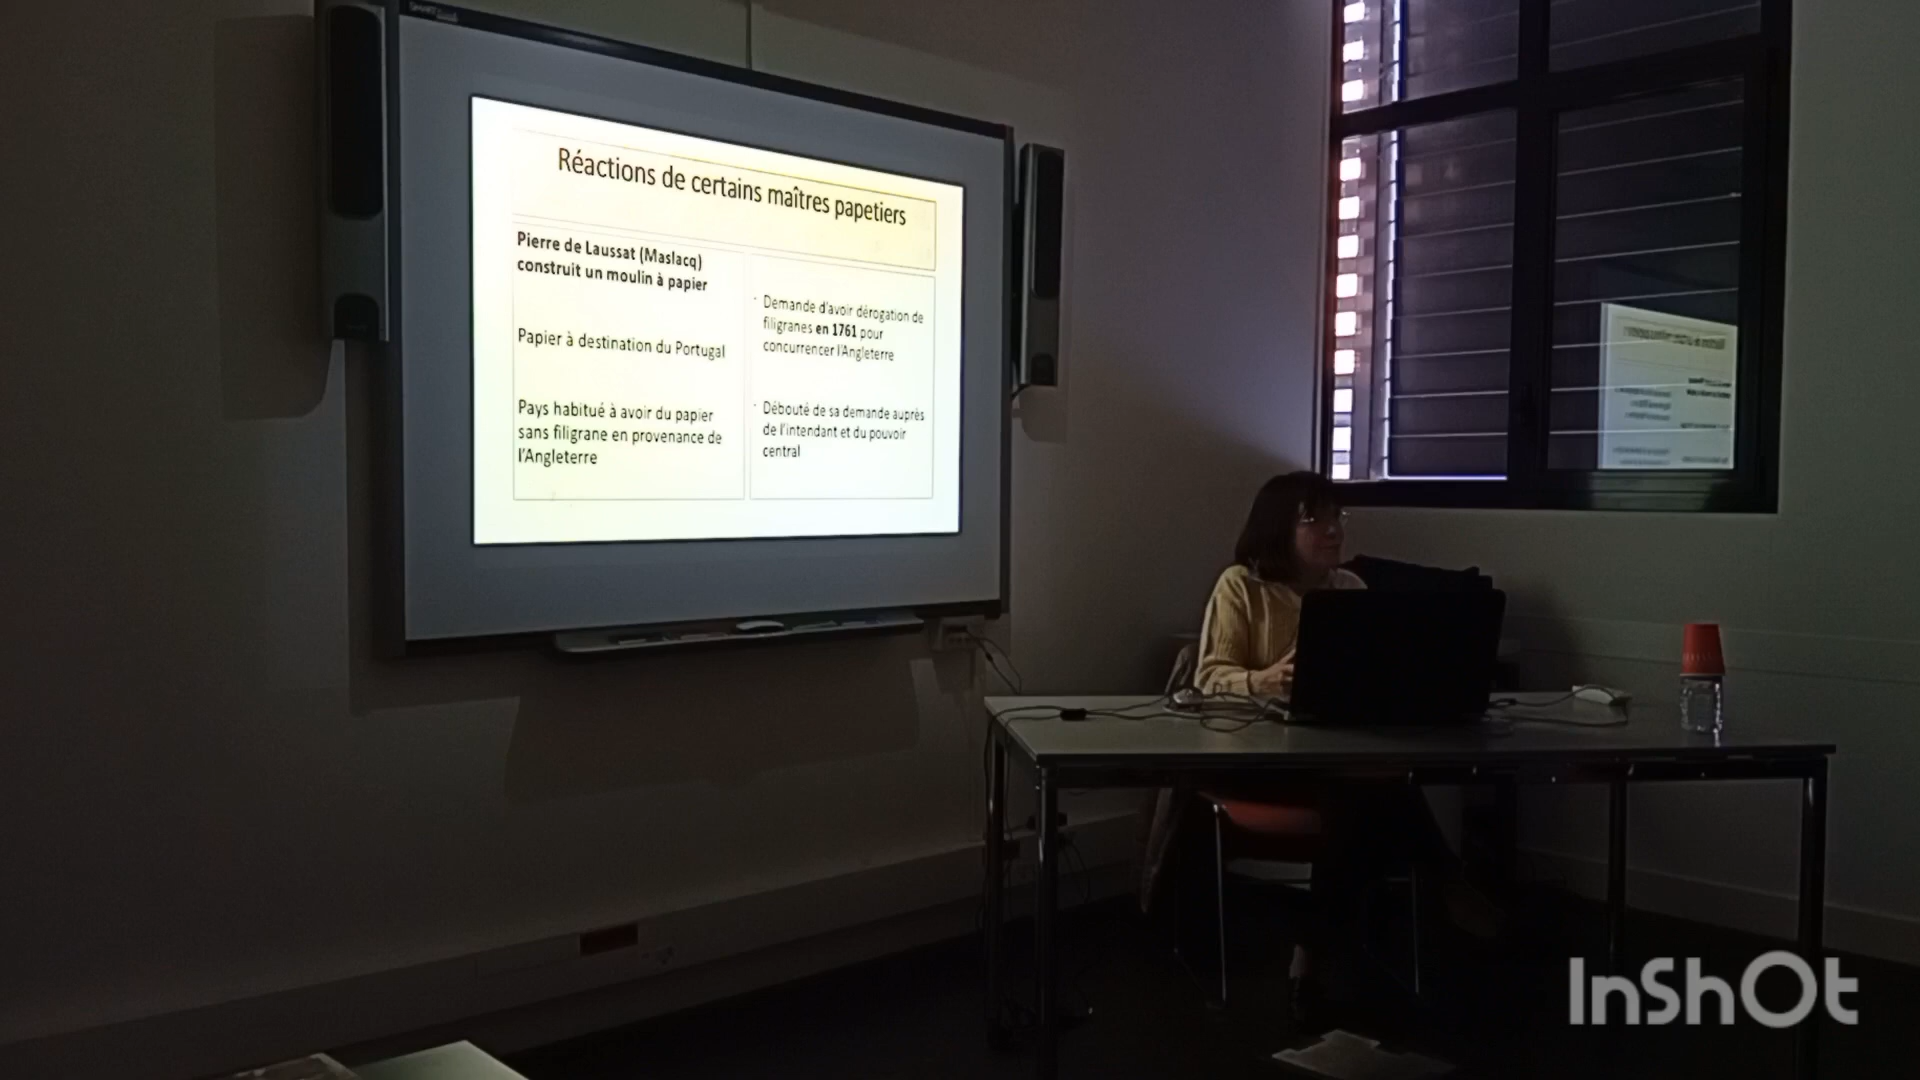 SMART
Réactions de certains maîtres papetiers
Pierre de Laussat (Maslacq)
construit un moulin à papier
Papier à destination du Portugal
Pays habitué à avoir du papier
sans filigrane en provenance de
l'Angleterre
Demande d'avoir dérogation de
filigranes en 1761 pour
concurrencer l'Angleterre
Débouté de sa demande auprès
de l'intendant et du pouvoir
central
InShOt